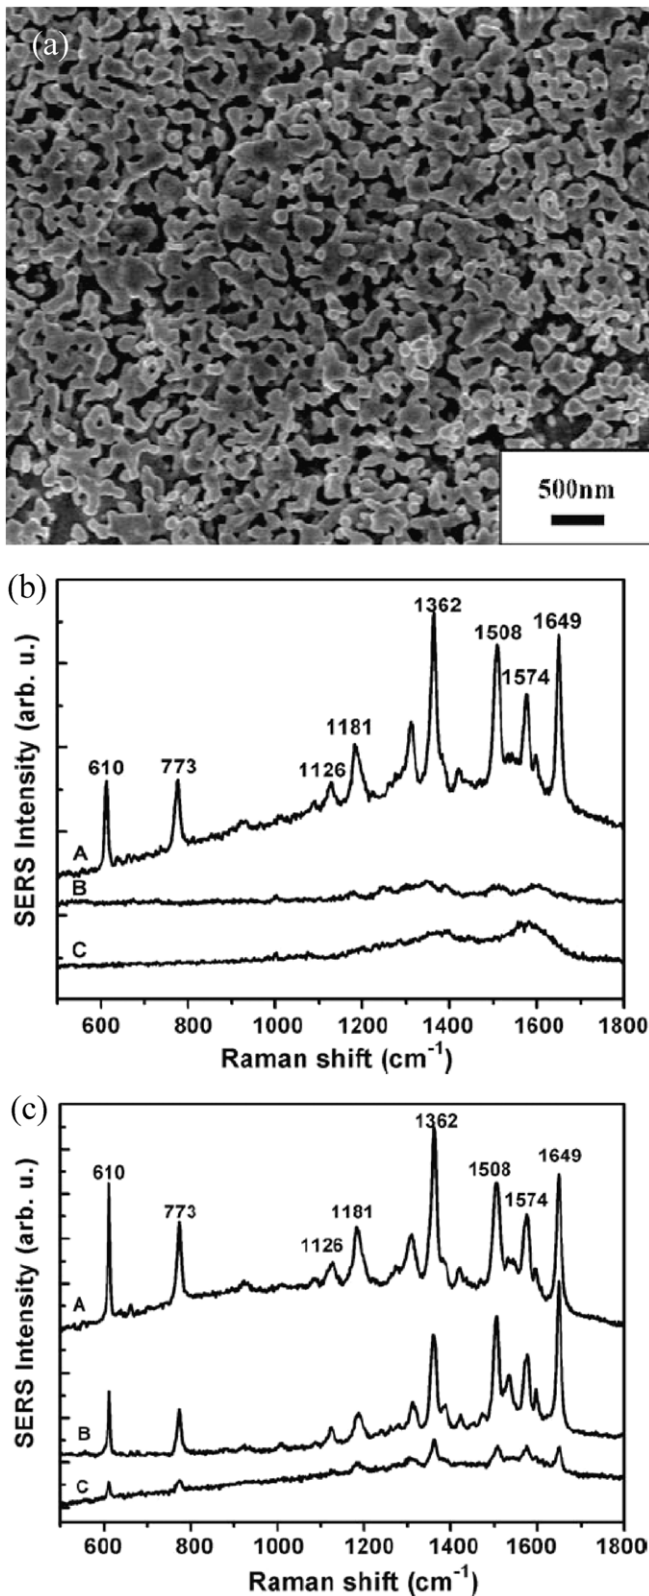 (a)
500nm
(b)
1362
1649
1508
1574
1181
1126
610
773
A
B
C
SERS Intensity (arb. u.)
600 800 1000 1200 1400 1600 1800
Raman shift (cm⁻¹)
(c)
1362
1649
1508
1574
610
773
1181
1126
A
B
C
SERS Intensity (arb. u.)
600 800 1000 1200 1400 1600 1800
Raman shift (cm⁻¹)